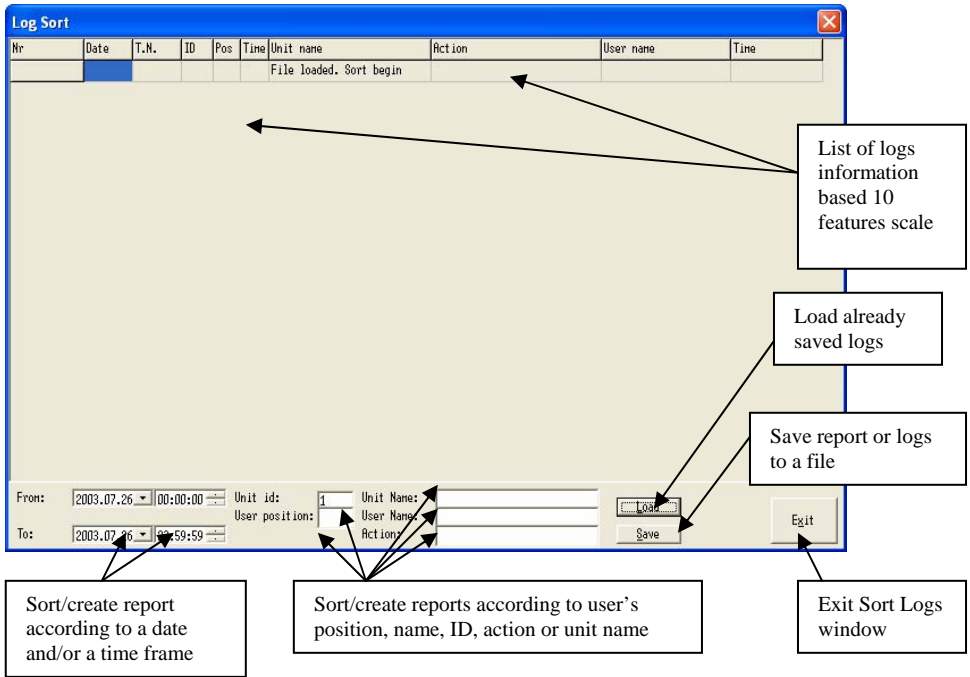 Log Sort
Nr Date T.N. ID Pos Time Unit name Action User name Time
File loaded. Sort begin
List of logs
information
based 10
features scale
Load already
saved logs
Save report or logs
to a file
From: 2003.07.26 00:00:00 Unit id: 1 Unit Name: Load
User position: User Name:
To: 2003.07.26 :59:59 Action: Save
Exit
Sort/create report
according to a date
and/or a time frame
Sort/create reports according to user's
position, name, ID, action or unit name
Exit Sort Logs
window